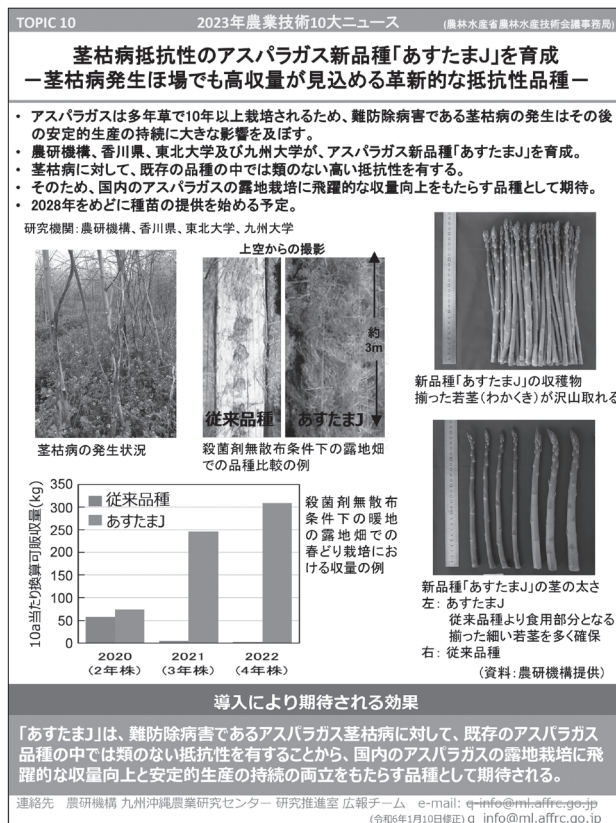 TOPIC 10
2023年農業技術10大ニュース
(農林水産省農林水産技術会議事務局)
茎枯病抵抗性のアスパラガス新品種「あすたまJ」を育成
－茎枯病発生ほ場でも高収量が見込める革新的な抵抗性品種－
• アスパラガスは多年草で10年以上栽培されるため、難防除病害である茎枯病の発生はその後
の安定的生産の持続に大きな影響を及ぼす。
• 農研機構、香川県、東北大学及び九州大学が、アスパラガス新品種「あすたまJ」を育成。
• 茎枯病に対して、既存の品種の中では類のない高い抵抗性を有する。
• そのため、国内のアスパラガスの露地栽培に飛躍的な収量向上をもたらす品種として期待。
• 2028年をめどに種苗の提供を始める予定。
研究機関：農研機構、香川県、東北大学、九州大学
上空からの撮影
約
3m
従来品種
あすたまJ
茎枯病の発生状況
殺菌剤無散布条件下の露地畑
での品種比較の例
新品種「あすたまJ」の収穫物
揃った若茎(わかくき)が沢山取れる
10a当たり換算可販収量(kg)
350
300
250
200
150
100
50
0
従来品種
あすたまJ
2020
(2年株)
2021
(3年株)
2022
(4年株)
殺菌剤無散布
条件下の暖地
の露地畑での
春どり栽培にお
ける収量の例
新品種「あすたまJ」の茎の太さ
左： あすたまJ
従来品種より食用部分となる
揃った細い若茎を多く確保
右： 従来品種
(資料：農研機構提供)
導入により期待される効果
「あすたまJ」は、難防除病害であるアスパラガス茎枯病に対して、既存のアスパラガス
品種の中では類のない抵抗性を有することから、国内のアスパラガスの露地栽培に飛
躍的な収量向上と安定的生産の持続の両立をもたらす品種として期待される。
連絡先 農研機構 九州沖縄農業研究センター 研究推進室 広報チーム e-mail: q-info@ml.affrc.go.jp
(令和6年1月10日修正) q_info@ml.affrc.go.jp